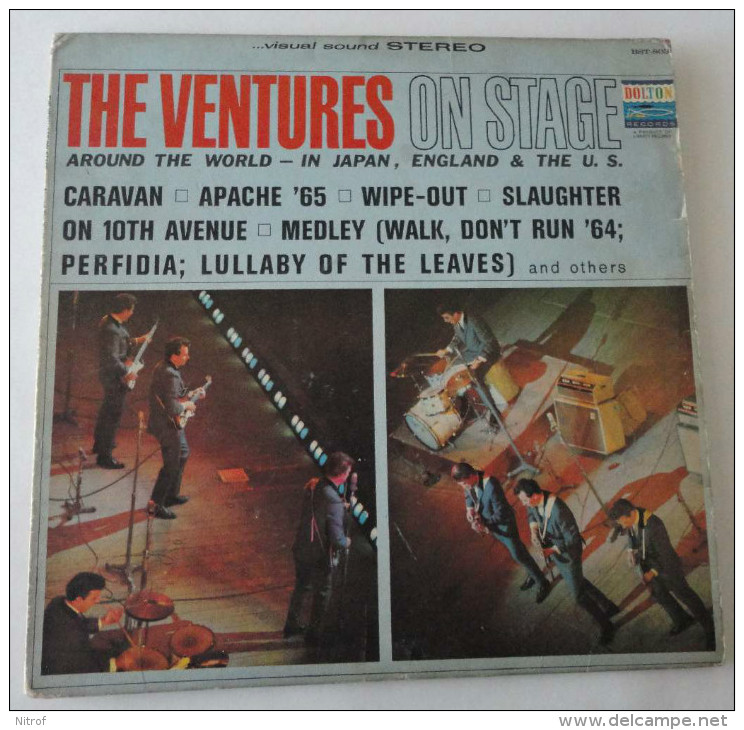 ...visual sound STEREO
THE VENTURES ON STAGE
DOLTON
RECORDS
AROUND THE WORLD — IN JAPAN, ENGLAND & THE U. S.
CARAVAN □ APACHE '65 □ WIPE-OUT □ SLAUGHTER
ON 10TH AVENUE □ MEDLEY (WALK, DON'T RUN '64;
PERFIDIA; LULLABY OF THE LEAVES) and others
Nitrof
www.delcampe.net